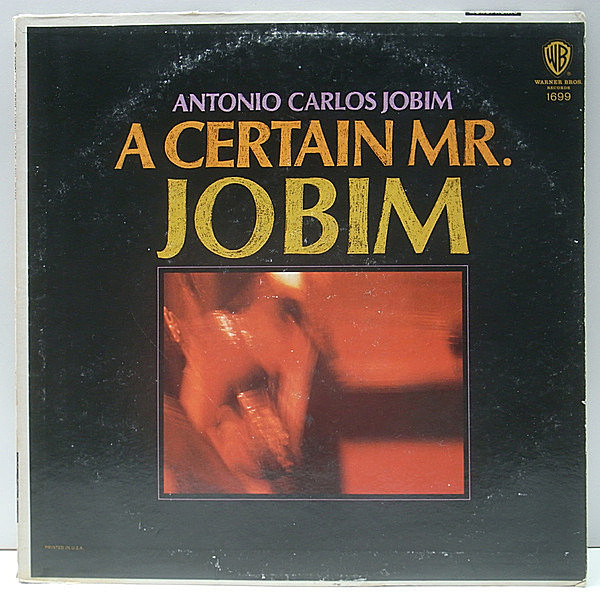 WB
WARNER BROS.
RECORDS
1699
ANTONIO CARLOS JOBIM
A CERTAIN MR.
JOBIM
PRINTED IN U.S.A.